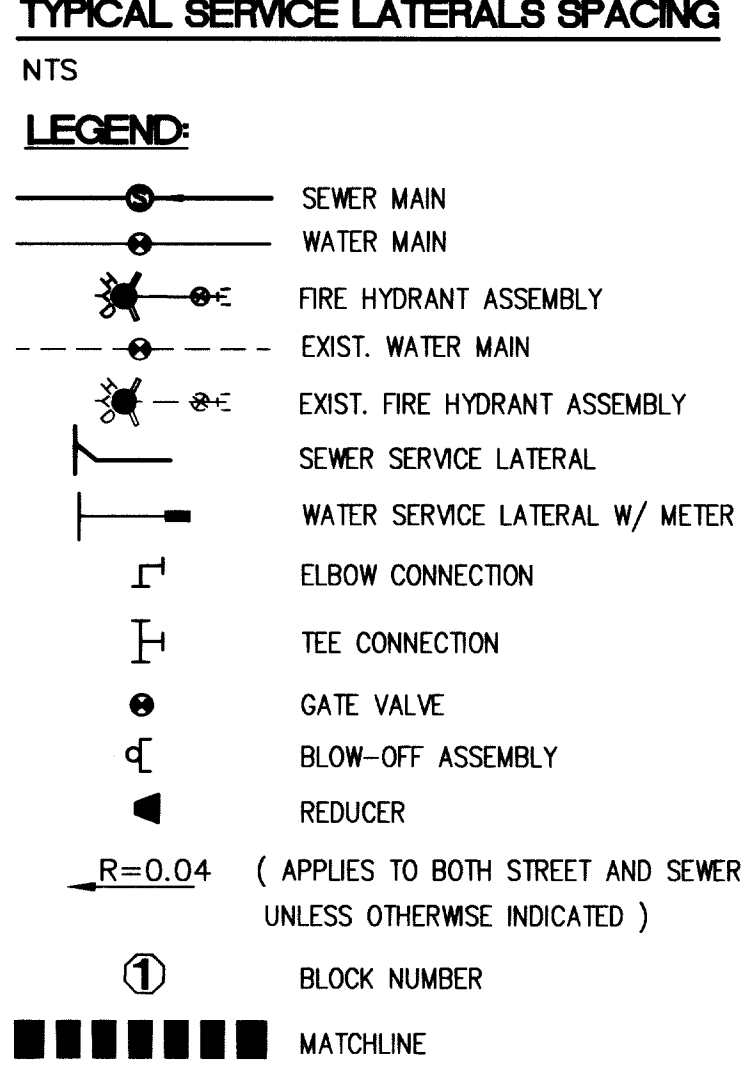 TYPICAL SERVICE LATERALS SPACING
NTS
LEGEND:
S SEWER MAIN
WATER MAIN
HYD FIRE HYDRANT ASSEMBLY
EXIST. WATER MAIN
HYD EXIST. FIRE HYDRANT ASSEMBLY
SEWER SERVICE LATERAL
WATER SERVICE LATERAL W/ METER
ELBOW CONNECTION
TEE CONNECTION
GATE VALVE
BLOW-OFF ASSEMBLY
REDUCER
R=0.04 ( APPLIES TO BOTH STREET AND SEWER
UNLESS OTHERWISE INDICATED )
1 BLOCK NUMBER
MATCHLINE